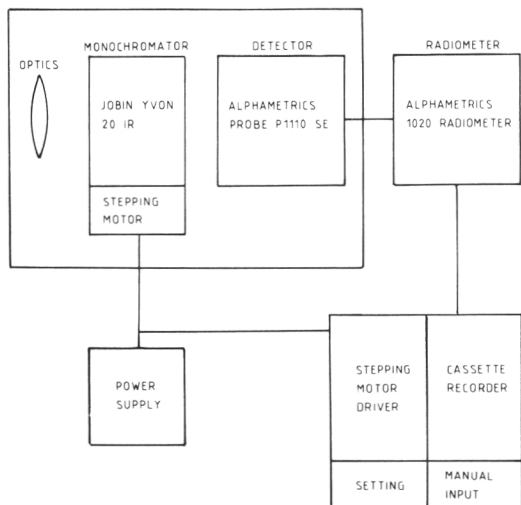 MONOCHROMATOR
DETECTOR
RADIOMETER
OPTICS
JOBIN YVON
20 IR
ALPHAMETRICS
PROBE P1110 SE
ALPHAMETRICS
1020 RADIOMETER
STEPPING
MOTOR
POWER
SUPPLY
STEPPING
MOTOR
DRIVER
CASSETTE
RECORDER
SETTING
MANUAL
INPUT